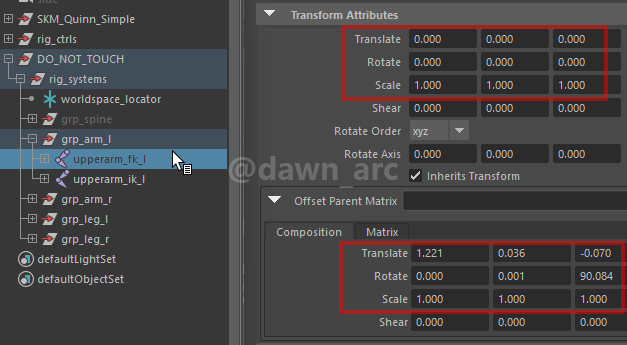 SKM_Quinn_Simple
rig_ctrls
DO_NOT_TOUCH
rig_systems
worldspace_locator
grp_spine
grp_arm_l
upperarm_fk_l
upperarm_ik_l
grp_arm_r
grp_leg_l
grp_leg_r
defaultLightSet
defaultObjectSet
Transform Attributes
Translate 0.000 0.000 0.000
Rotate 0.000 0.000 0.000
Scale 1.000 1.000 1.000
Shear 0.000 0.000 0.000
Rotate Order xyz
Rotate Axis 0.000 0.000 0.000
Inherits Transform
Offset Parent Matrix
Composition Matrix
Translate 1.221 0.036 -0.070
Rotate 0.000 0.001 90.084
Scale 1.000 1.000 1.000
Shear 0.000 0.000 0.000
@dawn_arc